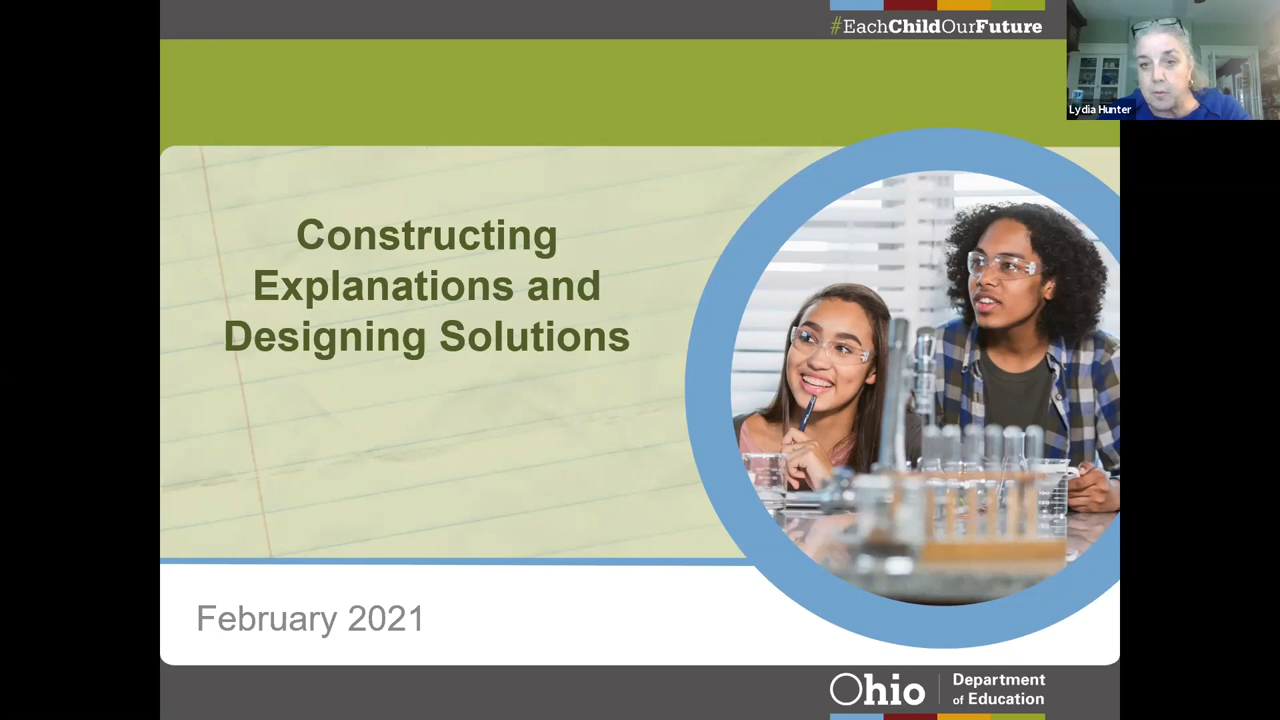 #EachChildOurFuture
Lydia Hunter
Constructing
Explanations and
Designing Solutions
February 2021
Ohio
Department
of Education